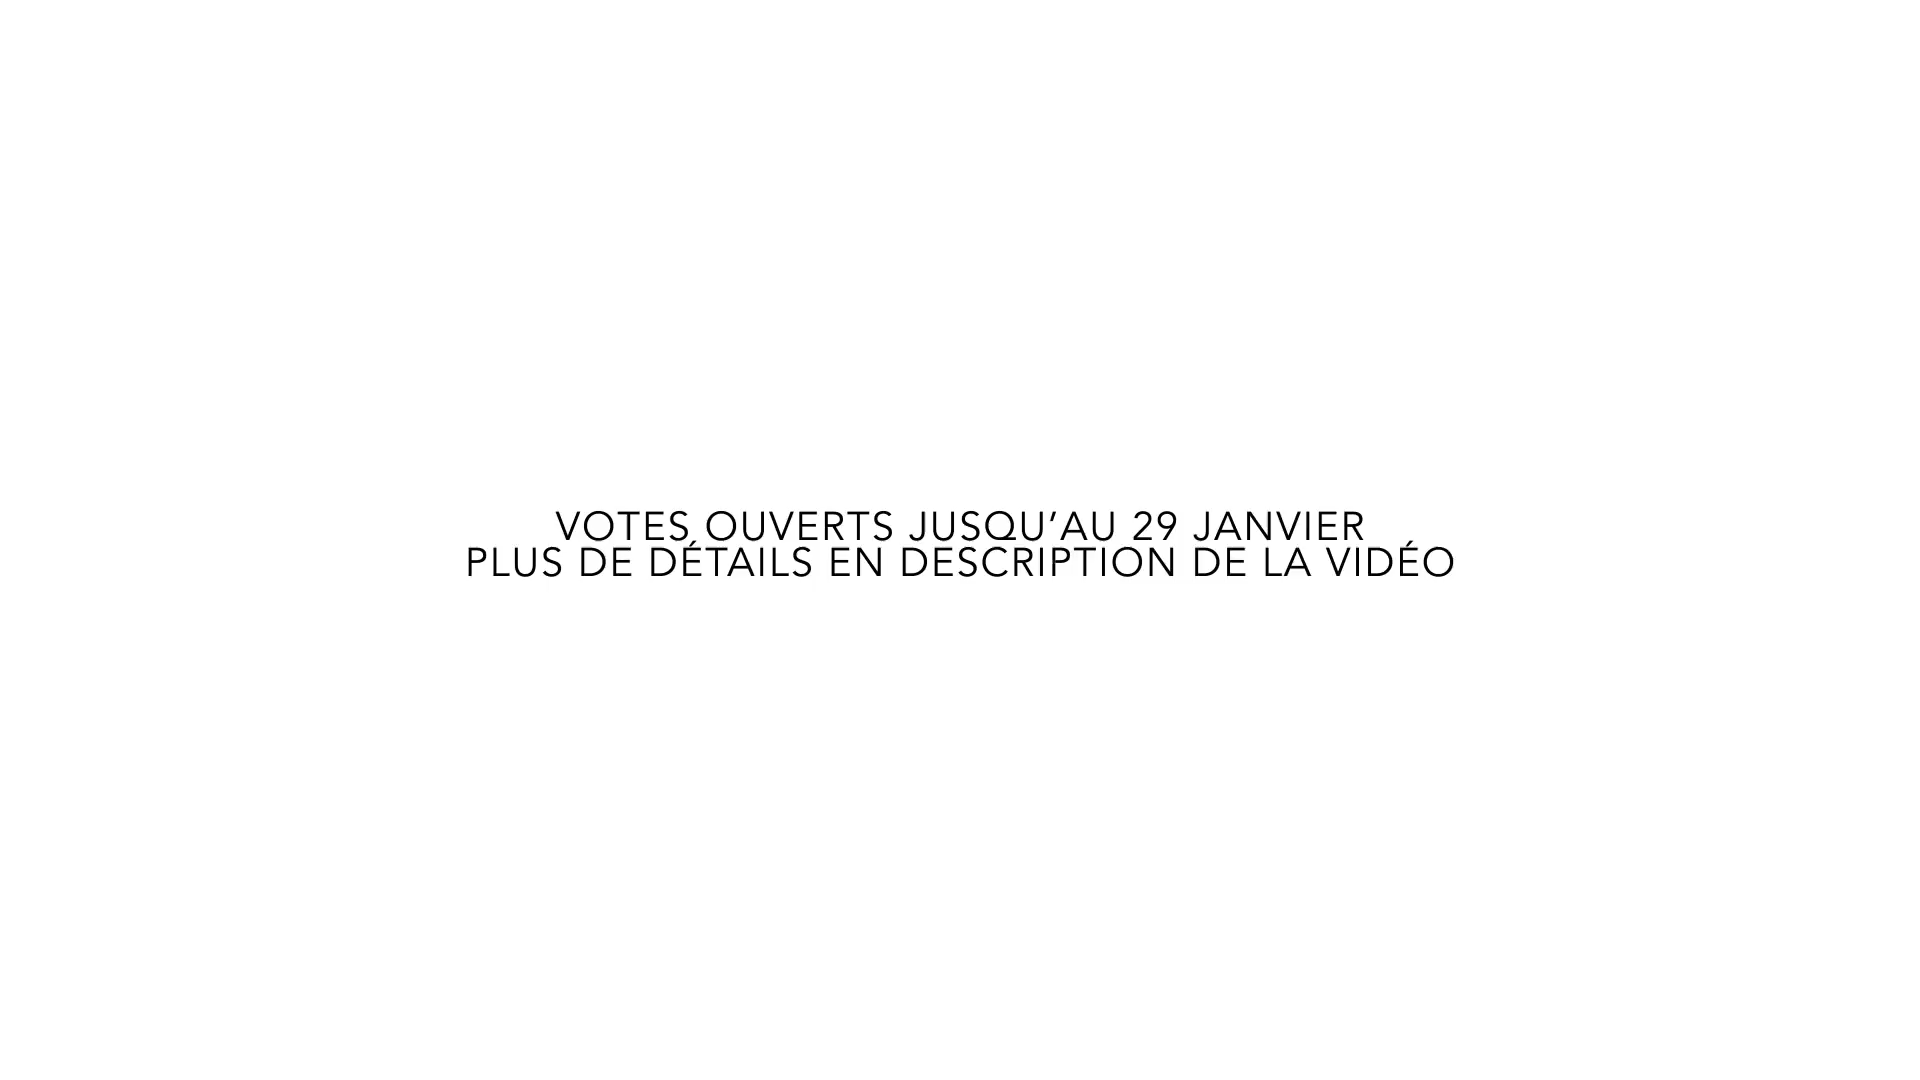 VOTES OUVERTS JUSQU’AU 29 JANVIER
PLUS DE DÉTAILS EN DESCRIPTION DE LA VIDÉO